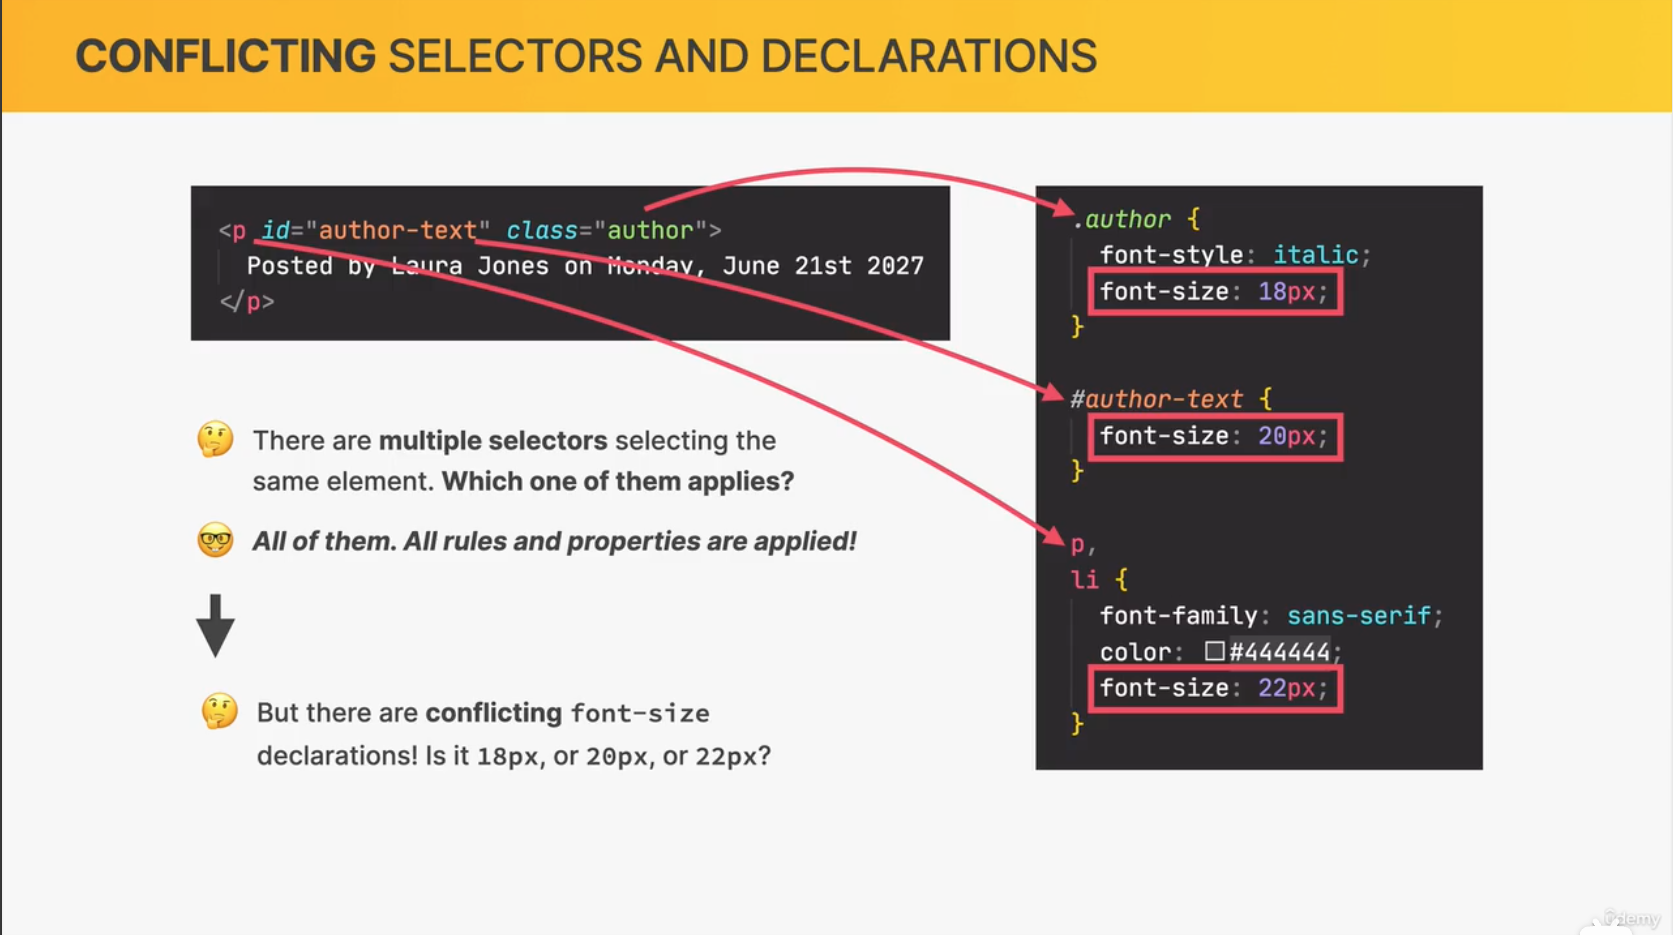 CONFLICTING SELECTORS AND DECLARATIONS
<p id="author-text" class="author">
Posted by Laura Jones on Monday, June 21st 2027
</p>
There are multiple selectors selecting the
same element. Which one of them applies?
All of them. All rules and properties are applied!
But there are conflicting font-size
declarations! Is it 18px, or 20px, or 22px?
.author {
font-style: italic;
font-size: 18px;
}
#author-text {
font-size: 20px;
}
p,
li {
font-family: sans-serif;
color: #444444;
font-size: 22px;
}
Udemy